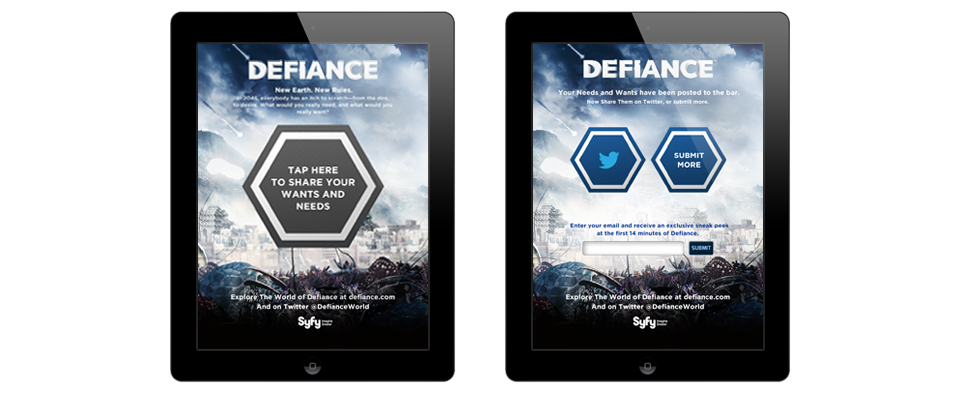 DEFIANCE
New Earth. New Rules.
In 2046, everybody has an itch to scratch—from the dire,
to desire. What would you really need, and what would you
really want?
TAP HERE
TO SHARE YOUR
WANTS AND
NEEDS
Explore The World of Defiance at defiance.com
And on Twitter @DefianceWorld
Syfy Imagine Greater
DEFIANCE
Your Needs and Wants have been posted to the bar.
Now Share Them on Twitter, or submit more.
SUBMIT
MORE
Enter your email and receive an exclusive sneak peek
at the first 14 minutes of Defiance.
SUBMIT
Explore The World of Defiance at defiance.com
And on Twitter @DefianceWorld
Syfy Imagine Greater